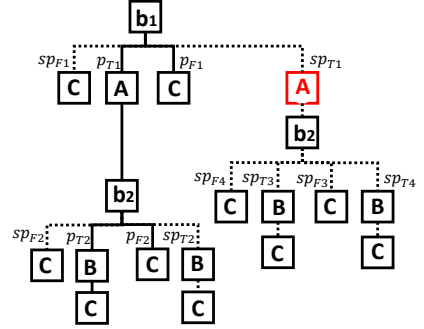 b1
spF1 pT1 pF1 spT1
C A C A
b2
b2
spF4 spT3 spF3 spT4
C B C B
spF2 pT2 pF2 spT2
C C
C B C B
C C